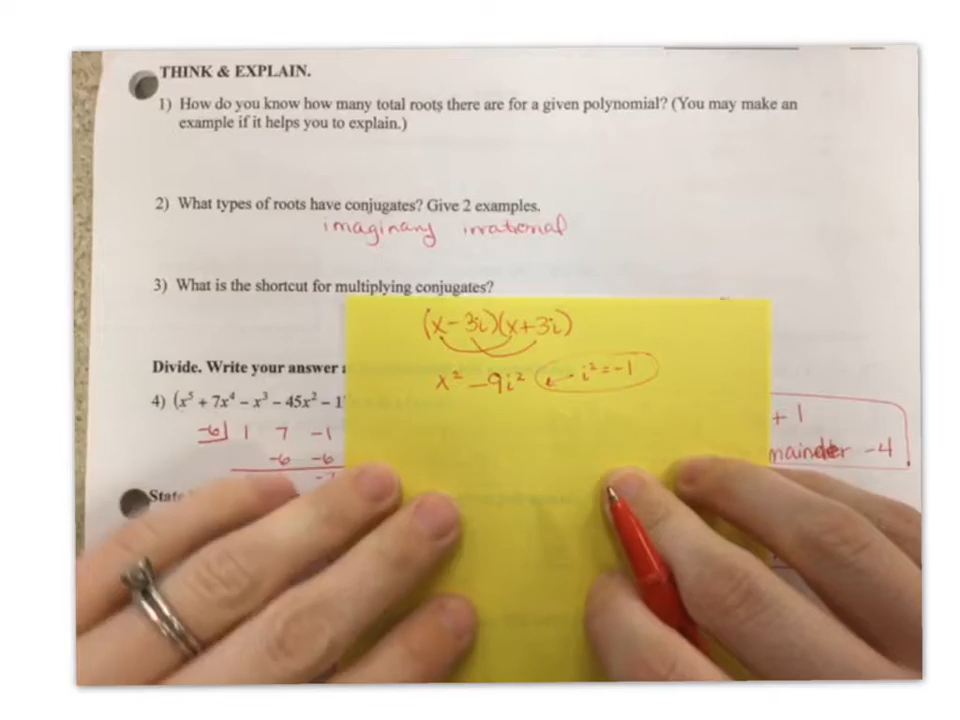 THINK & EXPLAIN.
1) How do you know how many total roots there are for a given polynomial? (You may make an
example if it helps you to explain.)
2) What types of roots have conjugates? Give 2 examples.
imaginary irrational
3) What is the shortcut for multiplying conjugates?
(x-3i)(x+3i)
x² -9i² ← i²=-1
Divide. Write your answer
4) (x⁵ + 7x⁴ − x³ − 45x² − 1
+ 1
-6| 1 7 -1
mainder -4
-6 -6
-7
State